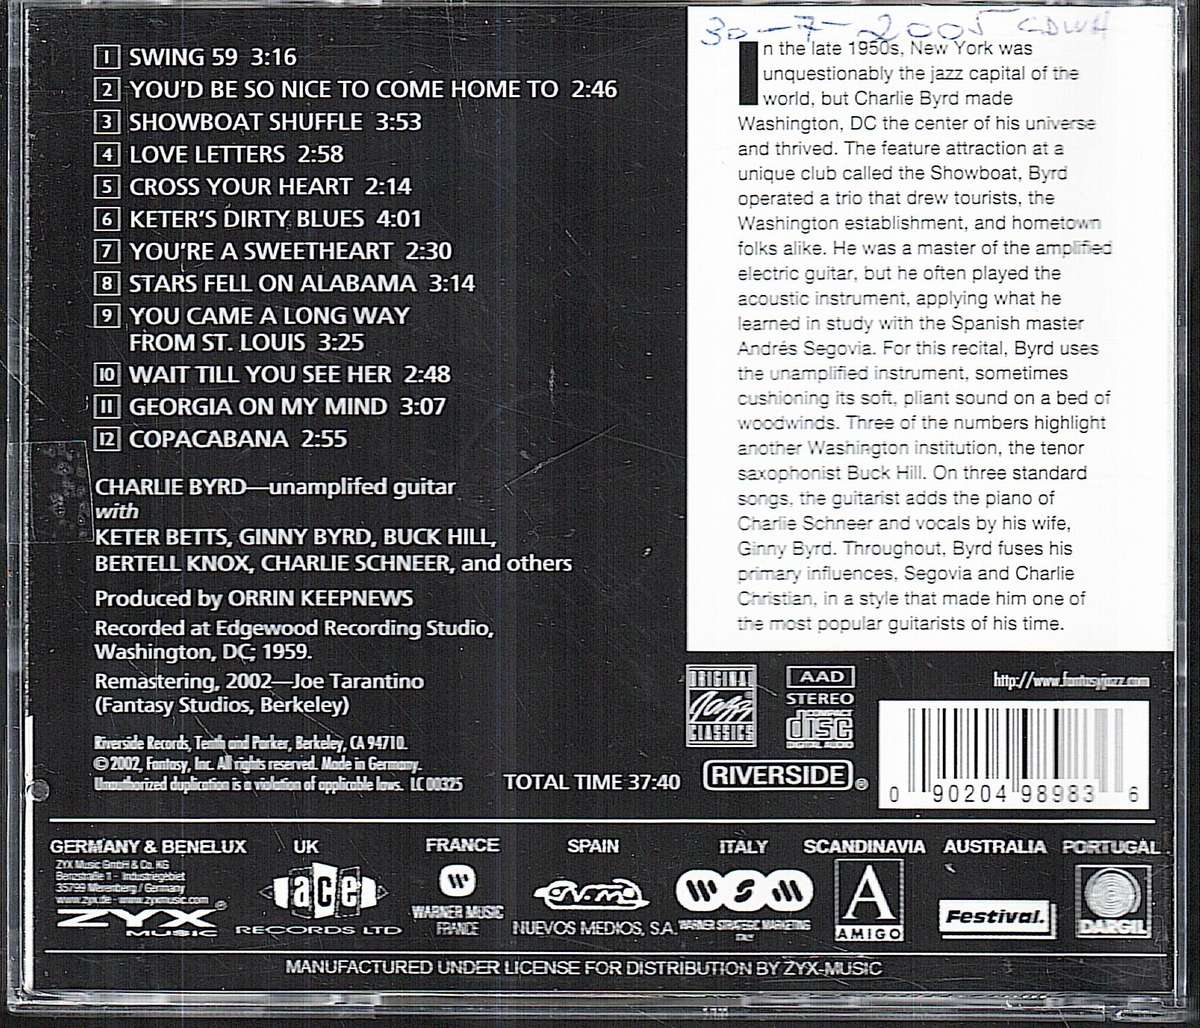 1 SWING 59 3:16
2 YOU'D BE SO NICE TO COME HOME TO 2:46
3 SHOWBOAT SHUFFLE 3:53
4 LOVE LETTERS 2:58
5 CROSS YOUR HEART 2:14
6 KETER'S DIRTY BLUES 4:01
7 YOU'RE A SWEETHEART 2:30
8 STARS FELL ON ALABAMA 3:14
9 YOU CAME A LONG WAY
FROM ST. LOUIS 3:25
10 WAIT TILL YOU SEE HER 2:48
11 GEORGIA ON MY MIND 3:07
12 COPACABANA 2:55
CHARLIE BYRD—unamplifed guitar
with
KETER BETTS, GINNY BYRD, BUCK HILL,
BERTELL KNOX, CHARLIE SCHNEER, and others
Produced by ORRIN KEEPNEWS
Recorded at Edgewood Recording Studio,
Washington, DC; 1959.
Remastering, 2002—Joe Tarantino
(Fantasy Studios, Berkeley)
Riverside Records, Tenth and Parker, Berkeley, CA 94710.
© 2002, Fantasy, Inc. All rights reserved. Made in Germany.
Unauthorized duplication is a violation of applicable laws. LC 00325
TOTAL TIME 37:40
30-7-2005 CDWH
In the late 1950s, New York was
unquestionably the jazz capital of the
world, but Charlie Byrd made
Washington, DC the center of his universe
and thrived. The feature attraction at a
unique club called the Showboat, Byrd
operated a trio that drew tourists, the
Washington establishment, and hometown
folks alike. He was a master of the amplified
electric guitar, but he often played the
acoustic instrument, applying what he
learned in study with the Spanish master
Andrés Segovia. For this recital, Byrd uses
the unamplified instrument, sometimes
cushioning its soft, pliant sound on a bed of
woodwinds. Three of the numbers highlight
another Washington institution, the tenor
saxophonist Buck Hill. On three standard
songs, the guitarist adds the piano of
Charlie Schneer and vocals by his wife,
Ginny Byrd. Throughout, Byrd fuses his
primary influences, Segovia and Charlie
Christian, in a style that made him one of
the most popular guitarists of his time.
ORIGINAL
Jazz
CLASSICS
AAD
STEREO
COMPACT
disc
DIGITAL AUDIO
RIVERSIDE ®
http://www.fantasyjazz.com
0 90204 98983 6
GERMANY & BENELUX
ZYX Music GmbH & Co. KG
Benzstraße 1 - Industriegebiet
35799 Merenberg / Germany
www.zyx.de - www.zyxmusic.com
ZYX ®
MUSIC
UK
ace
RECORDS LTD
FRANCE
WARNER MUSIC
FRANCE
SPAIN
n.m.
NUEVOS MEDIOS, S.A.
ITALY
WSM
WARNER STRATEGIC MARKETING
ITALY
SCANDINAVIA
A
AMIGO
AUSTRALIA
Festival.
PORTUGAL
DARGIL
MANUFACTURED UNDER LICENSE FOR DISTRIBUTION BY ZYX-MUSIC